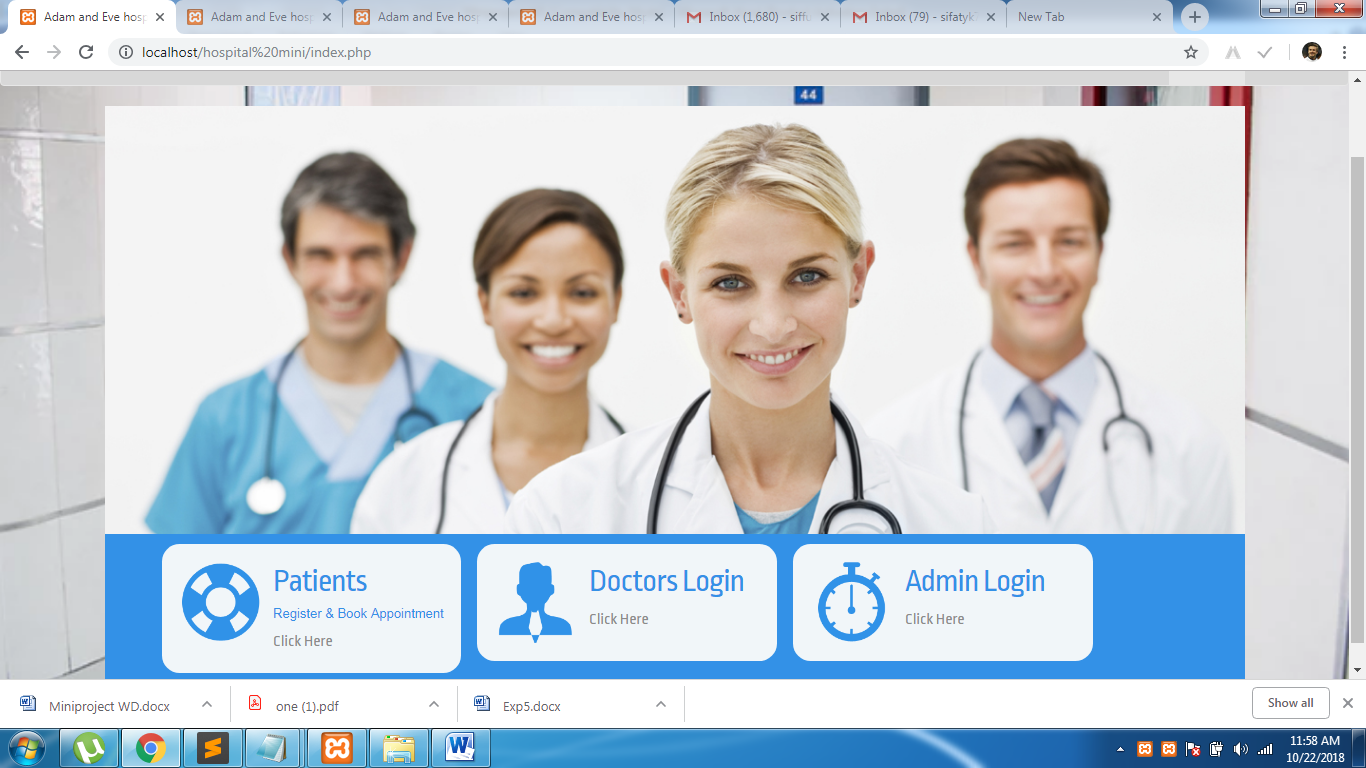 Adam and Eve hosp
Adam and Eve hosp
Adam and Eve hosp
Adam and Eve hosp
Inbox (1,680) - siffu
Inbox (79) - sifatyk
New Tab
localhost/hospital%20mini/index.php
44
Patients
Register & Book Appointment
Click Here
Doctors Login
Click Here
Admin Login
Click Here
Miniproject WD.docx
one (1).pdf
Exp5.docx
Show all
11:58 AM
10/22/2018